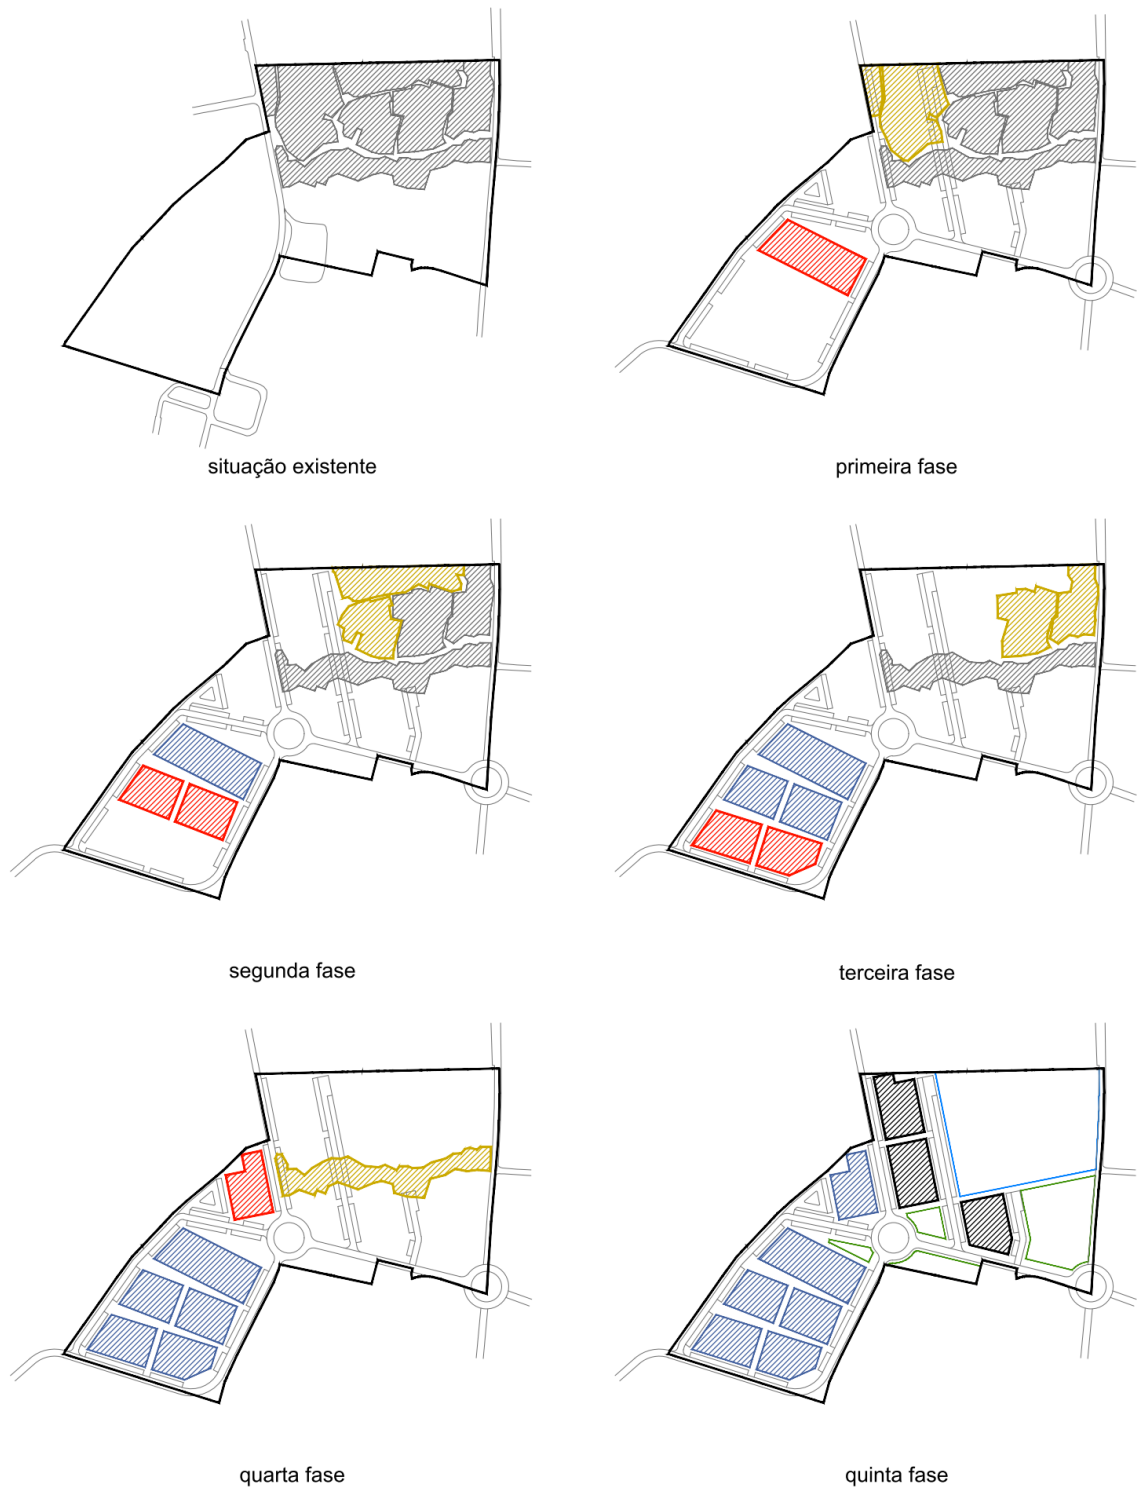 situação existente
primeira fase
segunda fase
terceira fase
quarta fase
quinta fase